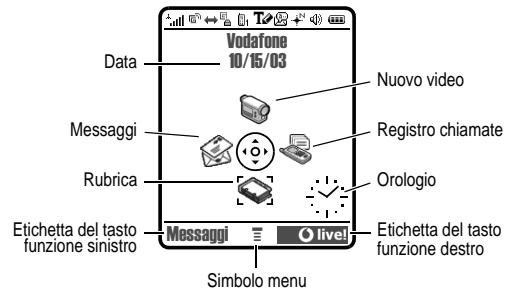 Vodafone
10/15/03
Data
Nuovo video
Messaggi
Registro chiamate
Rubrica
Orologio
Etichetta del tasto
funzione sinistro
Messaggi
live!
Etichetta del tasto
funzione destro
Simbolo menu